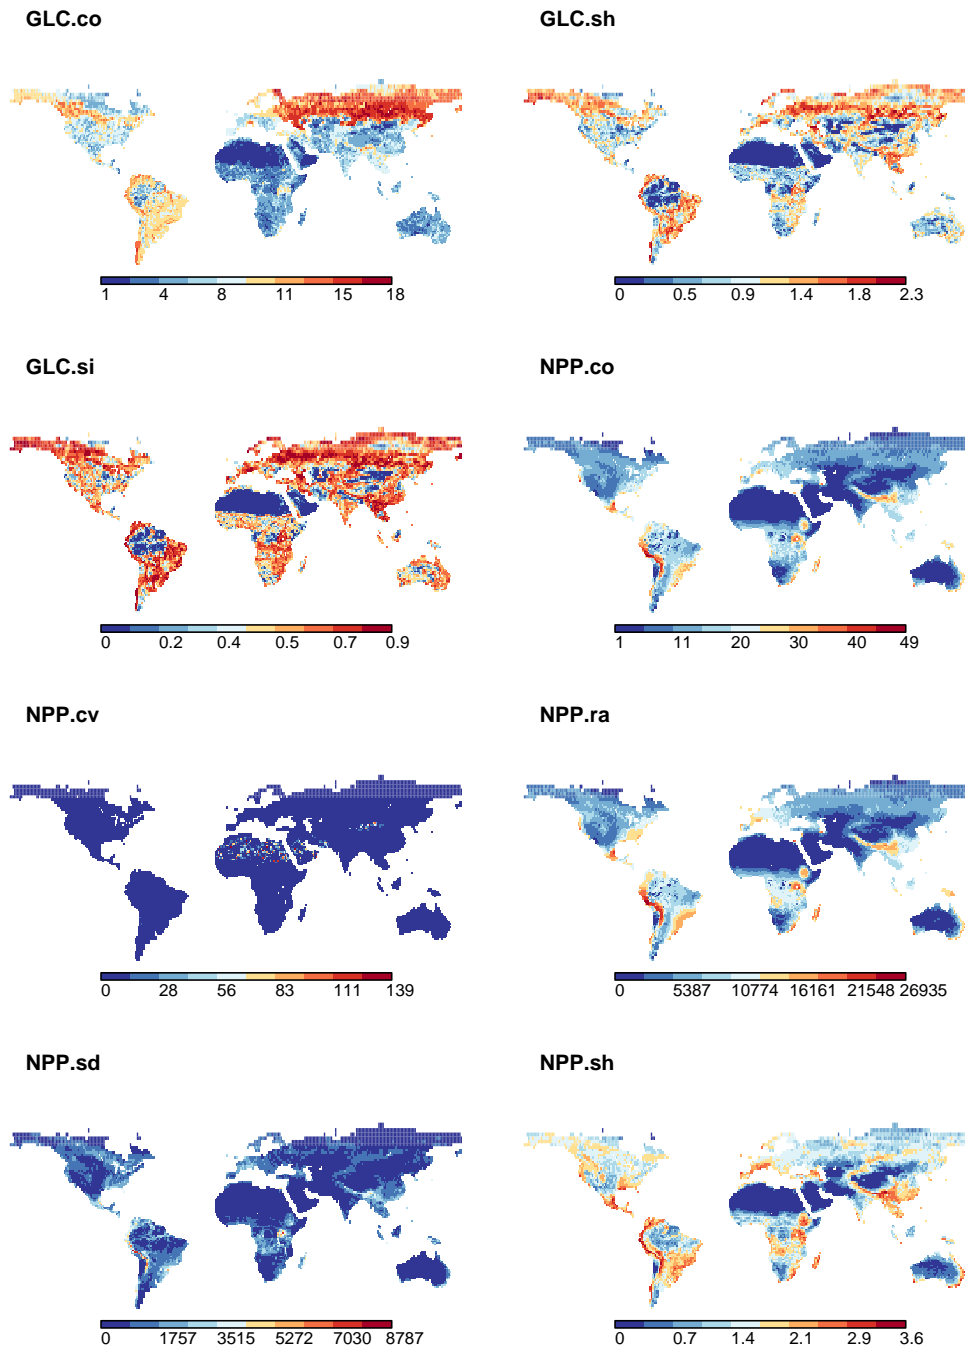 GLC.co GLC.sh
1 4 8 11 15 18 0 0.5 0.9 1.4 1.8 2.3
GLC.si NPP.co
0 0.2 0.4 0.5 0.7 0.9 1 11 20 30 40 49
NPP.cv NPP.ra
0 28 56 83 111 139 0 5387 10774 16161 21548 26935
NPP.sd NPP.sh
0 1757 3515 5272 7030 8787 0 0.7 1.4 2.1 2.9 3.6